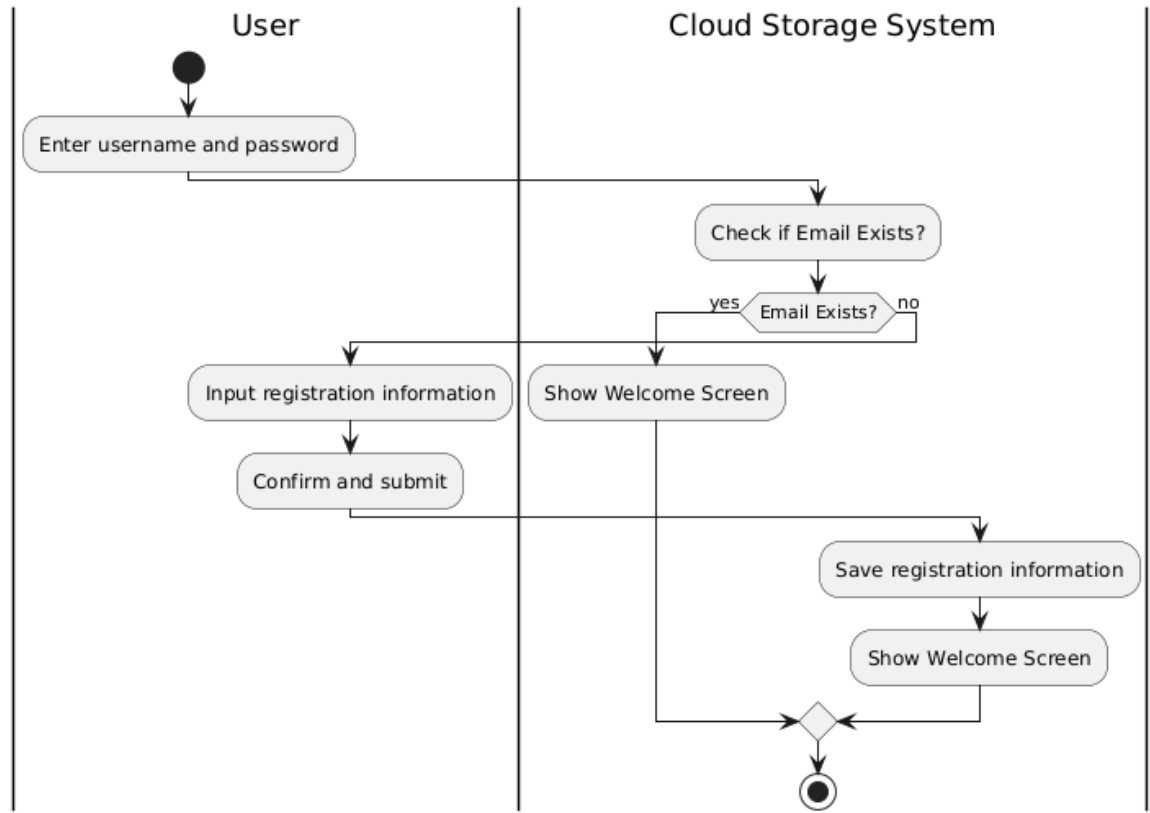 User
Cloud Storage System
Enter username and password
Check if Email Exists?
yes
Email Exists?
no
Input registration information
Show Welcome Screen
Confirm and submit
Save registration information
Show Welcome Screen